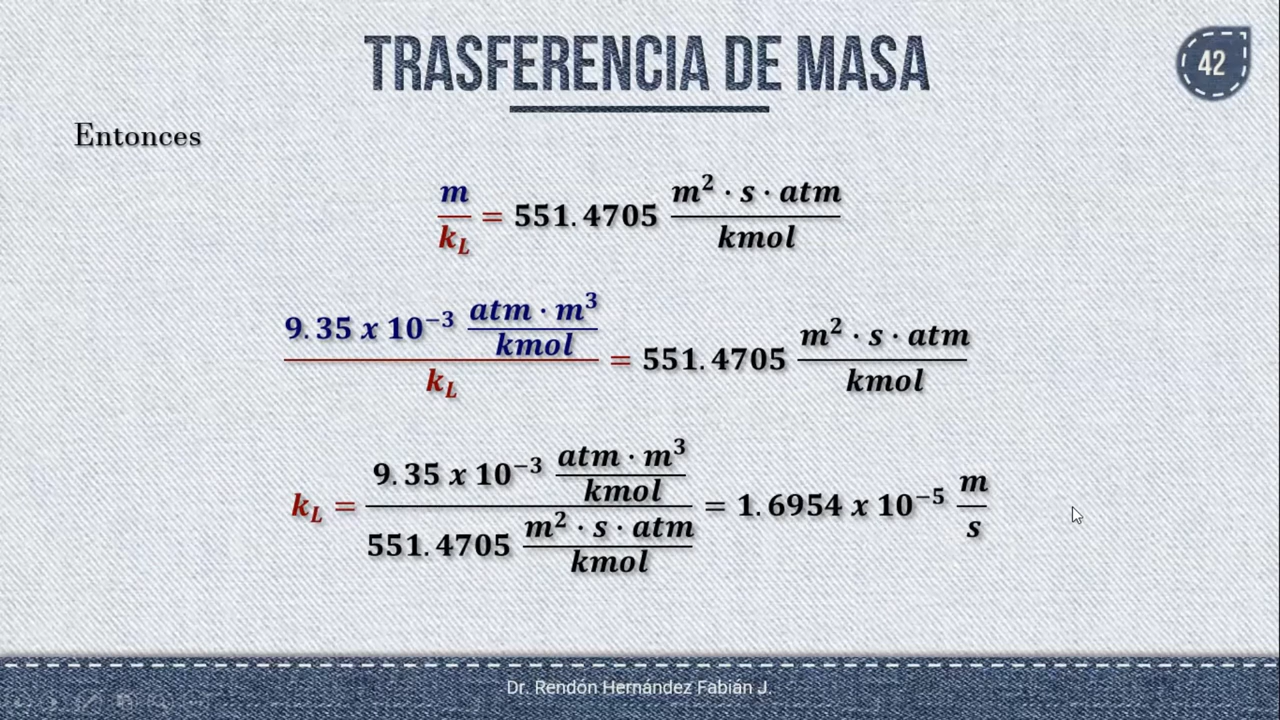 TRASFERENCIA DE MASA
42
Entonces
m/k_L = 551.4705 m² · s · atm/kmol
9.35 x 10⁻³ atm · m³/kmol / k_L = 551.4705 m² · s · atm/kmol
k_L = 9.35 x 10⁻³ atm · m³/kmol / 551.4705 m² · s · atm/kmol = 1.6954 x 10⁻⁵ m/s
Dr. Rendón Hernández Fabián J.